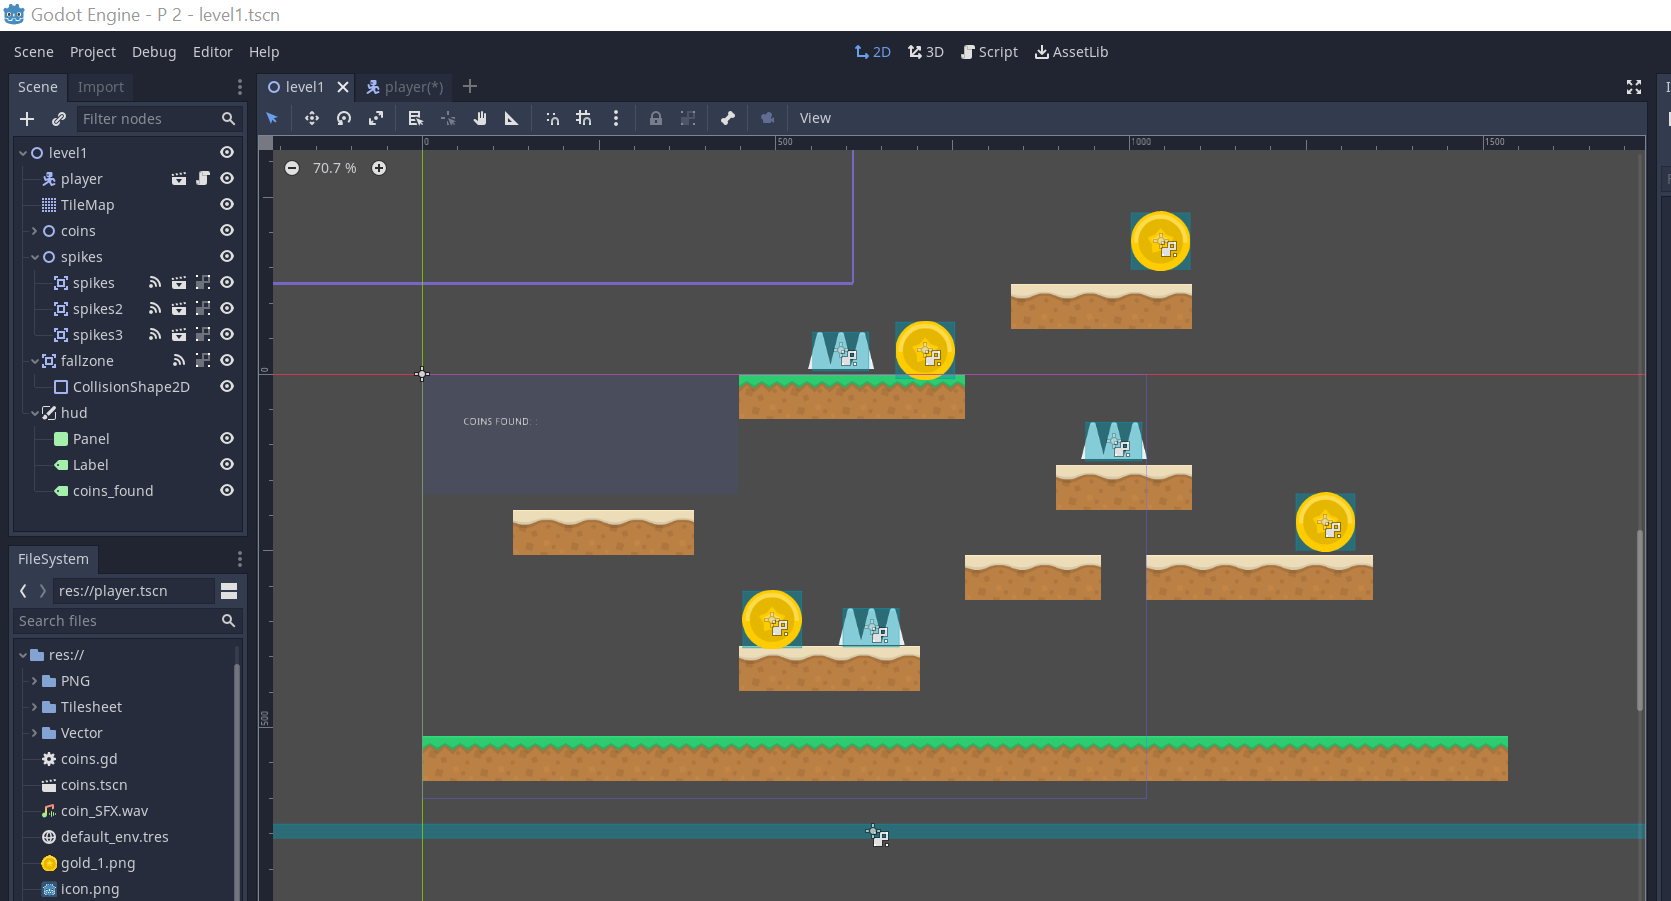 Godot Engine - P 2 - level1.tscn
Scene Project Debug Editor Help
2D 3D Script AssetLib
Scene Import
level1 player(*)
Filter nodes
View
0 500 1000 1500
70.7 %
level1
player
TileMap
coins
spikes
spikes
spikes2
spikes3
fallzone
CollisionShape2D
hud
Panel
Label
coins_found
0
COINS FOUND: :
500
FileSystem
res://player.tscn
Search files
res://
PNG
Tilesheet
Vector
coins.gd
coins.tscn
coin_SFX.wav
default_env.tres
gold_1.png
icon.png